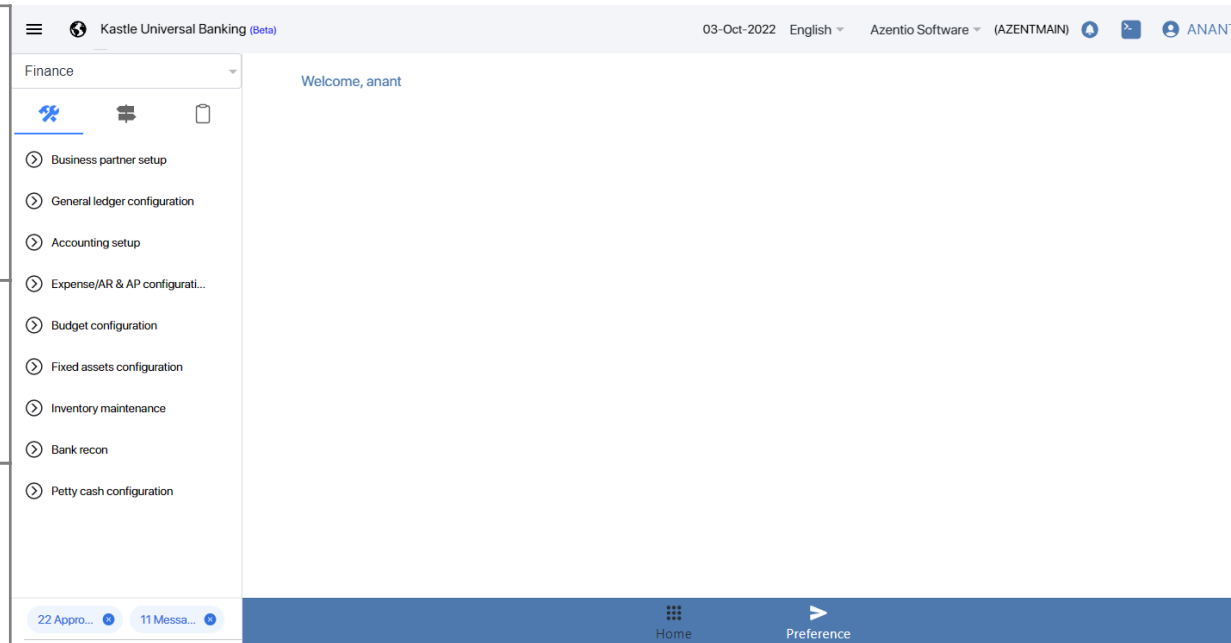 Kastle Universal Banking (Beta)
03-Oct-2022 English Azentio Software (AZENTMAIN) ANANT
Finance
Welcome, anant
Business partner setup
General ledger configuration
Accounting setup
Expense/AR & AP configurati...
Budget configuration
Fixed assets configuration
Inventory maintenance
Bank recon
Petty cash configuration
22 Appro... 11 Messa...
Home Preference